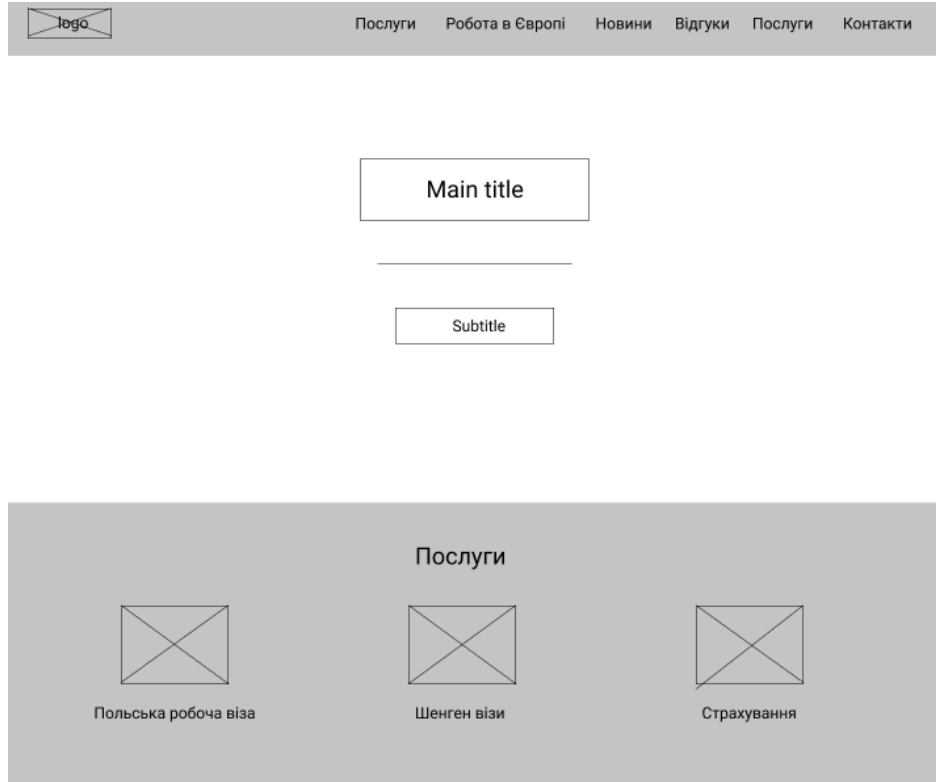 logo Послуги Робота в Європі Новини Відгуки Послуги Контакти
Main title
Subtitle
Послуги
Польська робоча віза Шенген візи Страхування